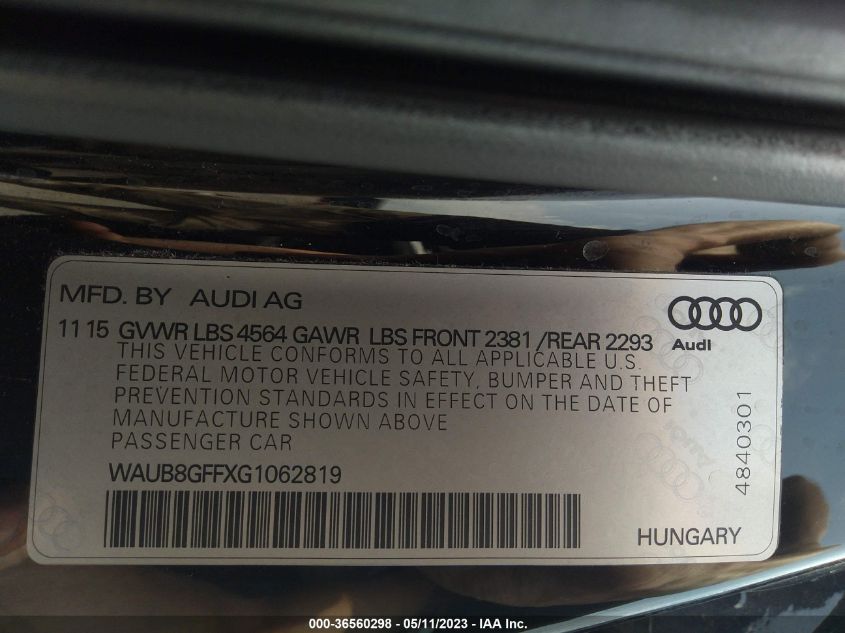 MFD. BY AUDI AG
11 15 GVWR LBS 4564 GAWR LBS FRONT 2381 /REAR 2293
Audi
THIS VEHICLE CONFORMS TO ALL APPLICABLE U.S.
FEDERAL MOTOR VEHICLE SAFETY, BUMPER AND THEFT
PREVENTION STANDARDS IN EFFECT ON THE DATE OF
MANUFACTURE SHOWN ABOVE
PASSENGER CAR
WAUB8GFFXG1062819
4840301
HUNGARY
000-36560298 - 05/11/2023 - IAA Inc.